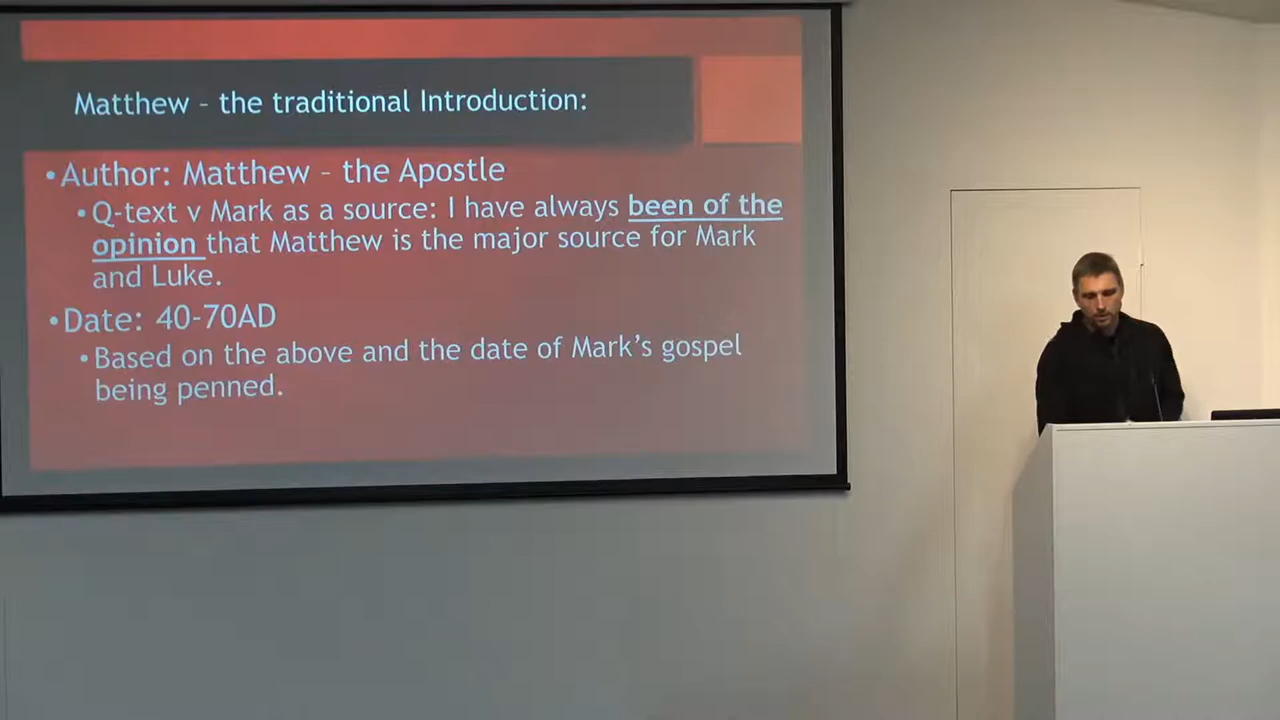 Matthew – the traditional Introduction:
•Author: Matthew – the Apostle
•Q-text v Mark as a source: I have always been of the
opinion that Matthew is the major source for Mark
and Luke.
•Date: 40-70AD
•Based on the above and the date of Mark's gospel
being penned.